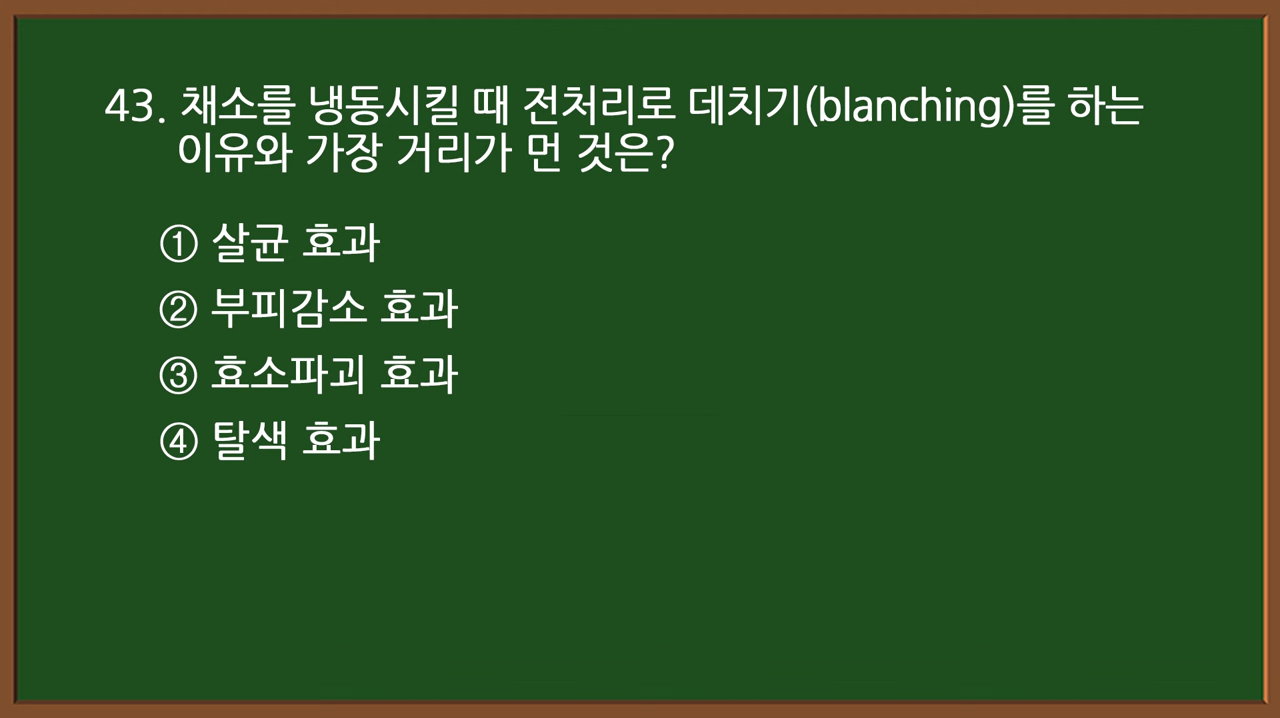 43. 채소를 냉동시킬 때 전처리로 데치기(blanching)를 하는
이유와 가장 거리가 먼 것은?
① 살균 효과
② 부피감소 효과
③ 효소파괴 효과
④ 탈색 효과